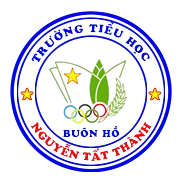 TRƯỜNG TIỂU HỌC
BUÔN HỒ
NGUYỄN TẤT THÀNH